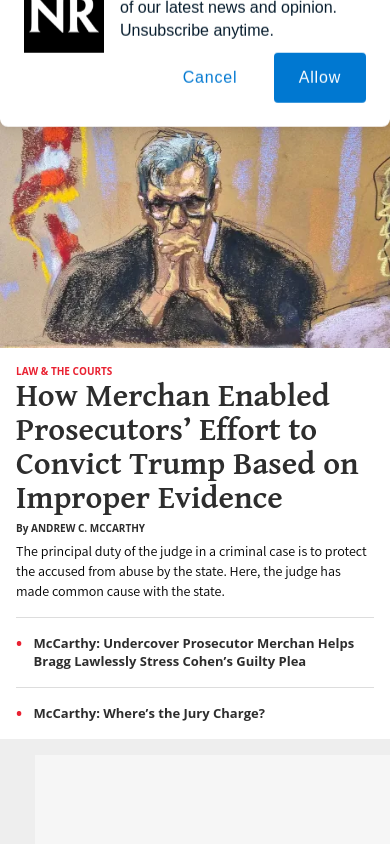 NR
of our latest news and opinion.
Unsubscribe anytime.
Cancel
Allow
LAW & THE COURTS
How Merchan Enabled
Prosecutors’ Effort to
Convict Trump Based on
Improper Evidence
By ANDREW C. MCCARTHY
The principal duty of the judge in a criminal case is to protect
the accused from abuse by the state. Here, the judge has
made common cause with the state.
• McCarthy: Undercover Prosecutor Merchan Helps
Bragg Lawlessly Stress Cohen’s Guilty Plea
• McCarthy: Where’s the Jury Charge?